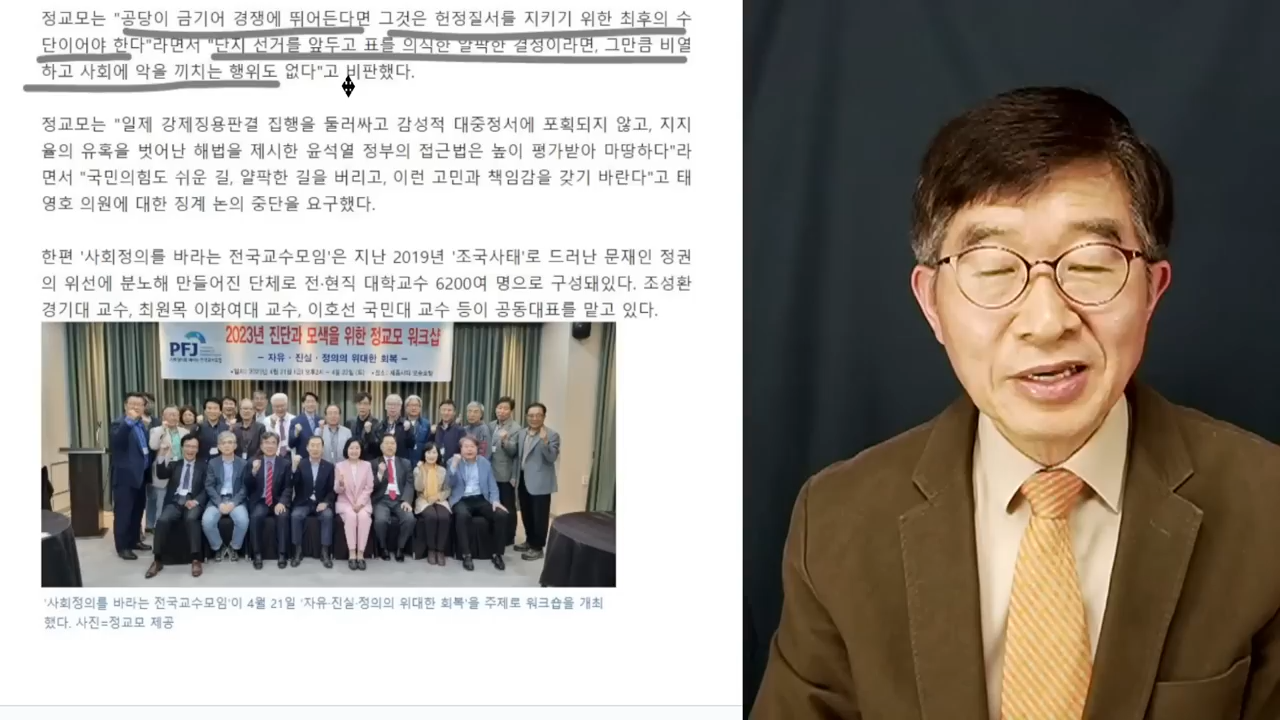 정교모는 "공당이 금기어 경쟁에 뛰어든다면 그것은 헌정질서를 지키기 위한 최후의 수
단이어야 한다"라면서 "단지 선거를 앞두고 표를 의식한 얄팍한 결정이라면, 그만큼 비열
하고 사회에 악을 끼치는 행위도 없다"고 비판했다.
정교모는 "일제 강제징용판결 집행을 둘러싸고 감성적 대중정서에 포획되지 않고, 지지
율의 유혹을 벗어난 해법을 제시한 윤석열 정부의 접근법은 높이 평가받아 마땅하다"라
면서 "국민의힘도 쉬운 길, 얄팍한 길을 버리고, 이런 고민과 책임감을 갖기 바란다"고 태
영호 의원에 대한 징계 논의 중단을 요구했다.
한편 '사회정의를 바라는 전국교수모임'은 지난 2019년 '조국사태'로 드러난 문재인 정권
의 위선에 분노해 만들어진 단체로 전·현직 대학교수 6200여 명으로 구성돼있다. 조성환
경기대 교수, 최원목 이화여대 교수, 이호선 국민대 교수 등이 공동대표를 맡고 있다.
2023년 진단과 모색을 위한 정교모 워크샵
PFJ
– 자유 · 진실 · 정의의 위대한 회복 –
'사회정의를 바라는 전국교수모임'이 4월 21일 '자유·진실·정의의 위대한 회복'을 주제로 워크숍을 개최
했다. 사진=정교모 제공